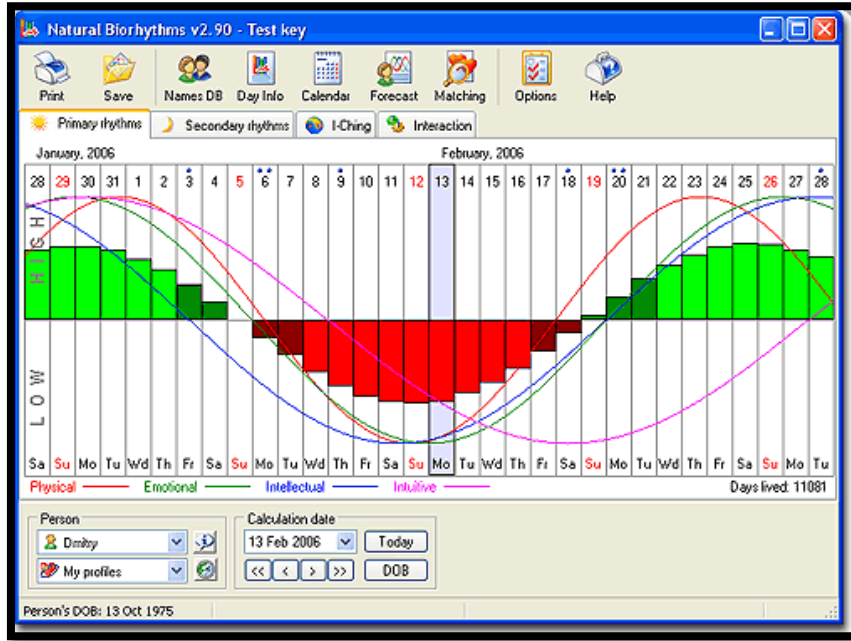 Natural Biorhythms v2.90 - Test key
Print Save Names DB Day Info Calendar Forecast Matching Options Help
Primary rhythms Secondary rhythms I-Ching Interaction
January, 2006 February, 2006
28 29 30 31 1 2 3 4 5 6 7 8 9 10 11 12 13 14 15 16 17 18 19 20 21 22 23 24 25 26 27 28
HIGH
LOW
Sa Su Mo Tu Wd Th Fr Sa Su Mo Tu Wd Th Fr Sa Su Mo Tu Wd Th Fr Sa Su Mo Tu Wd Th Fr Sa Su Mo Tu
Physical Emotional Intellectual Intuitive Days lived: 11081
Person Calculation date
Dmitry 13 Feb 2006 Today
My profiles << < > >> DOB
Person's DOB: 13 Oct 1975